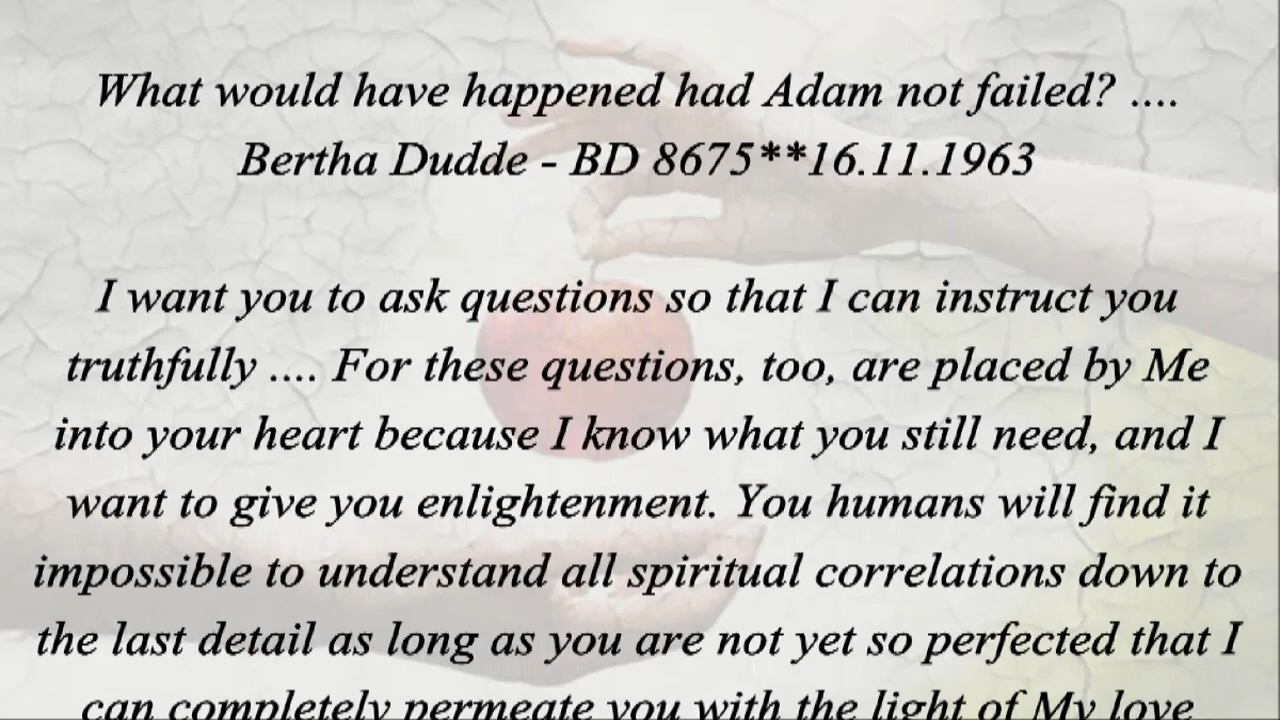 What would have happened had Adam not failed? ....
Bertha Dudde - BD 8675**16.11.1963
I want you to ask questions so that I can instruct you
truthfully .... For these questions, too, are placed by Me
into your heart because I know what you still need, and I
want to give you enlightenment. You humans will find it
impossible to understand all spiritual correlations down to
the last detail as long as you are not yet so perfected that I
can completely permeate you with the light of My love